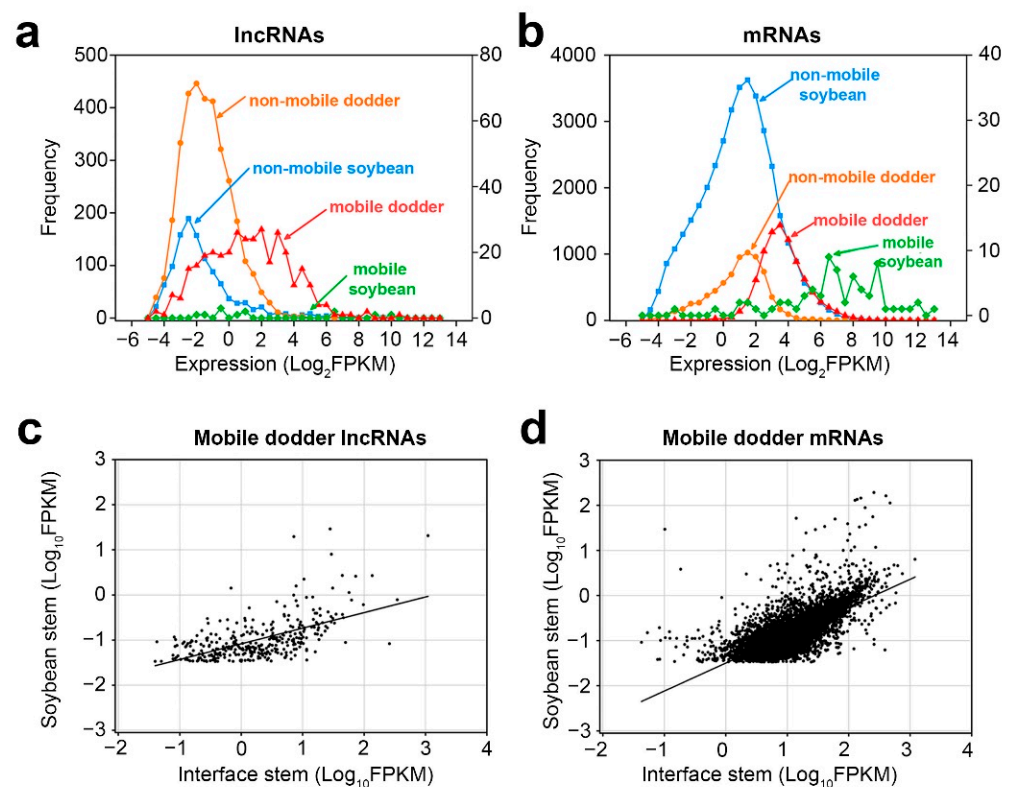 a
lncRNAs
500
400
300
200
100
0
80
60
40
20
0
Frequency
non-mobile dodder
non-mobile soybean
mobile dodder
mobile
soybean
−6 −4 −2 0 2 4 6 8 10 12 14
Expression (Log2FPKM)
b
mRNAs
4000
3000
2000
1000
0
40
30
20
10
0
Frequency
non-mobile
soybean
non-mobile dodder
mobile dodder
mobile
soybean
−6 −4 −2 0 2 4 6 8 10 12 14
Expression (Log2FPKM)
c
Mobile dodder lncRNAs
3
2
1
0
−1
−2
−3
Soybean stem (Log10FPKM)
−2 −1 0 1 2 3 4
Interface stem (Log10FPKM)
d
Mobile dodder mRNAs
3
2
1
0
−1
−2
−3
Soybean stem (Log10FPKM)
−2 −1 0 1 2 3 4
Interface stem (Log10FPKM)